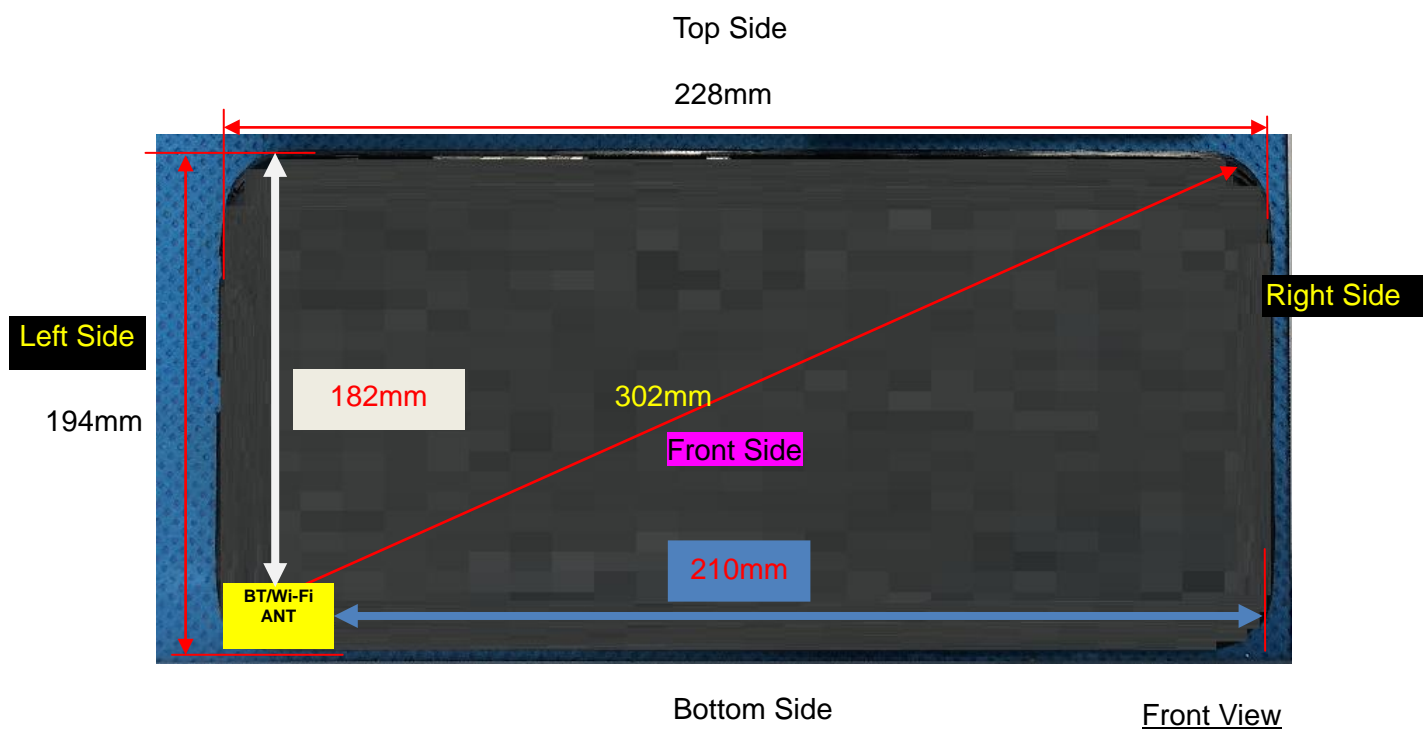 Top Side
228mm
Right Side
Left Side
182mm
302mm
194mm
Front Side
210mm
BT/Wi-Fi
ANT
Bottom Side
Front View